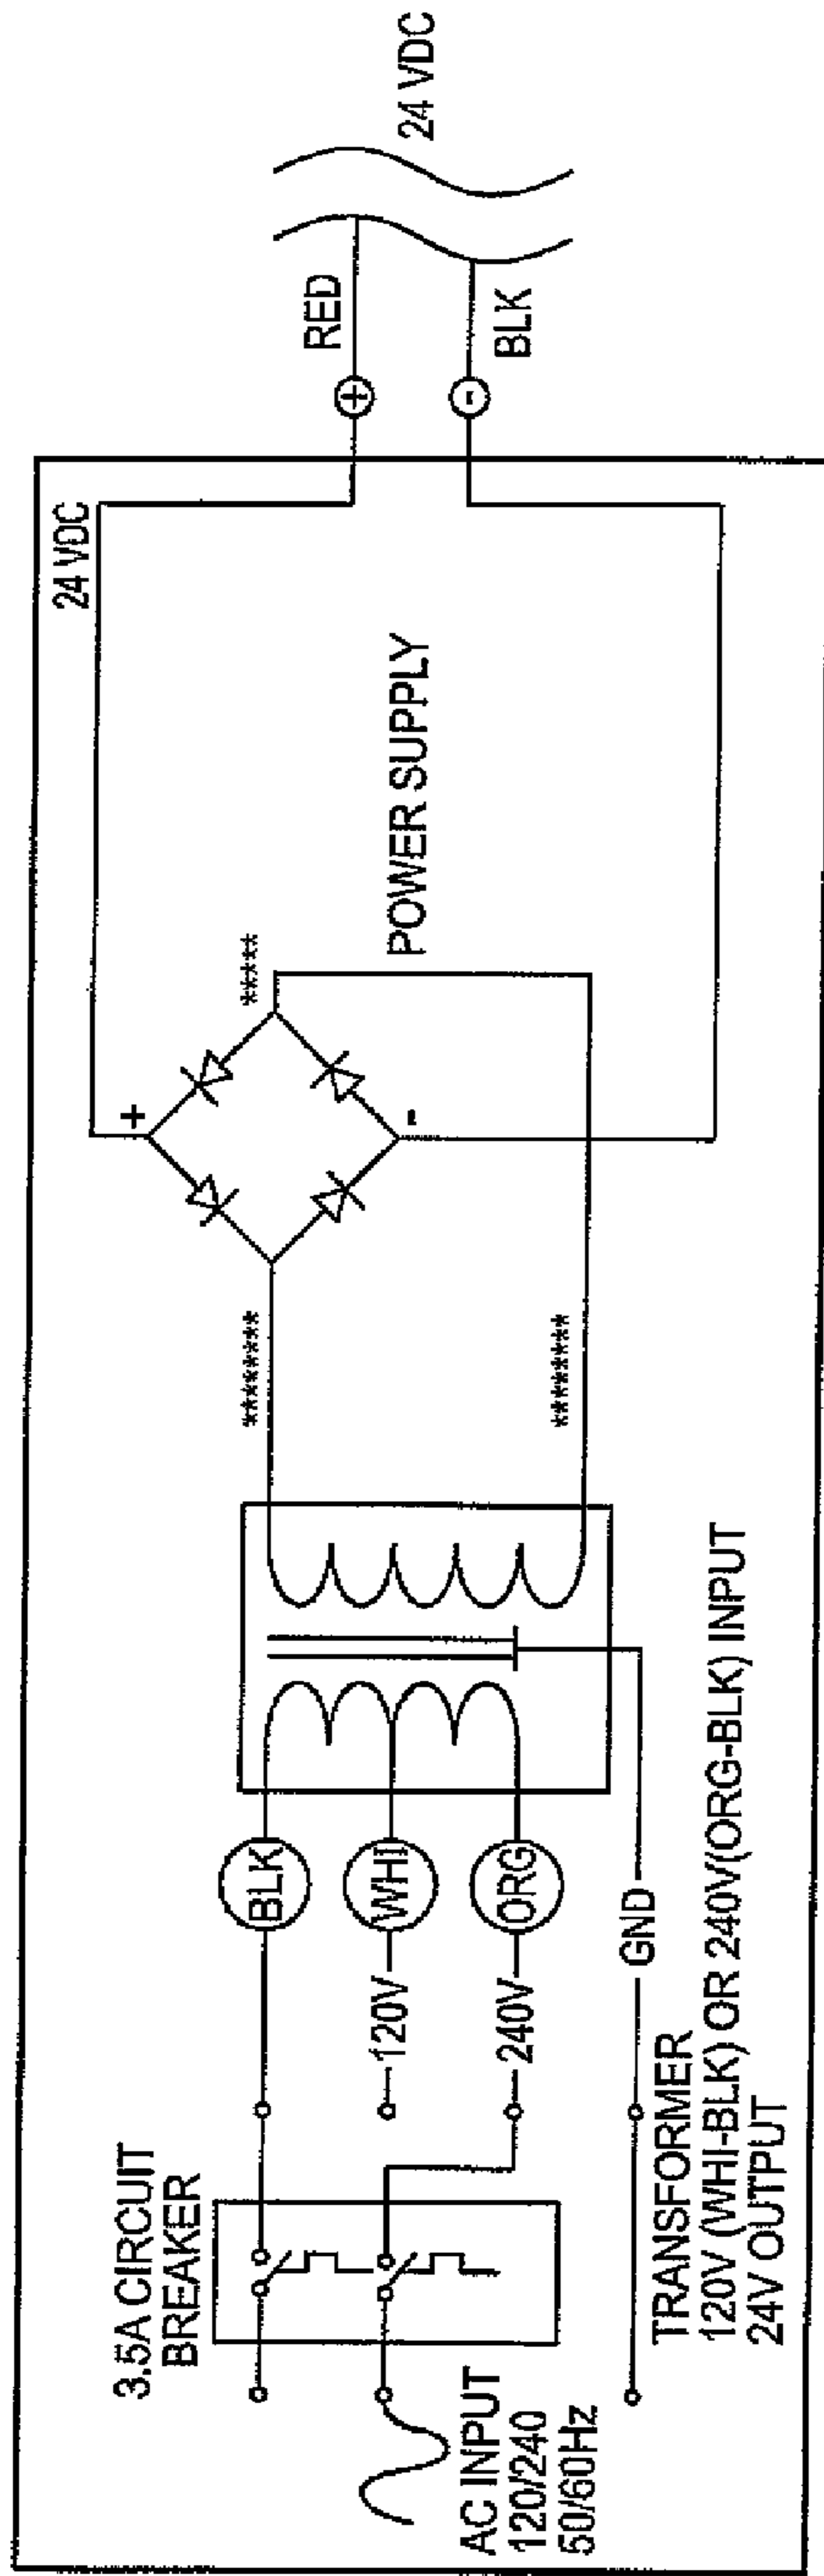 3.5A CIRCUIT
BREAKER
AC INPUT
120/240
50/60Hz
BLK
WHI
ORG
120V
240V
GND
TRANSFORMER
120V (WHI-BLK) OR 240V(ORG-BLK) INPUT
24V OUTPUT
********
********
*****
+
-
POWER SUPPLY
24 VDC
+
-
RED
BLK
24 VDC